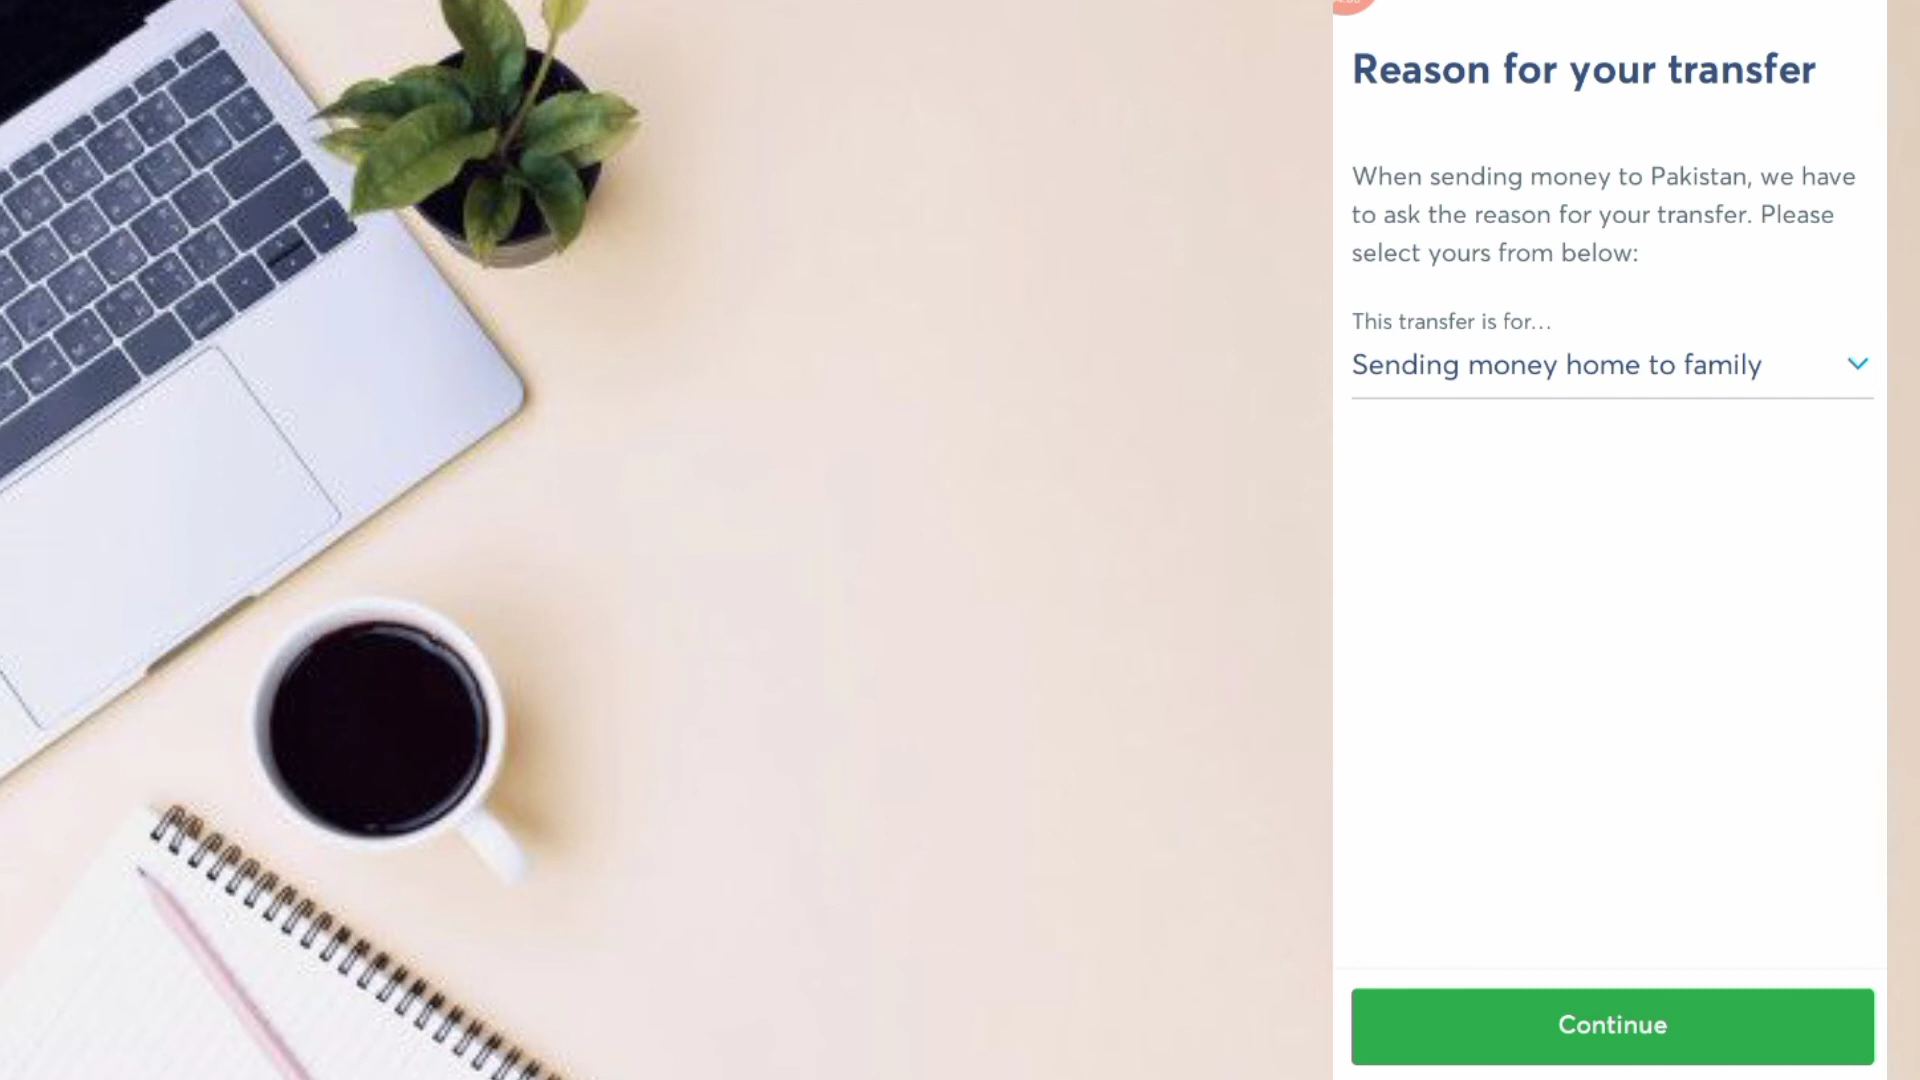 Reason for your transfer
When sending money to Pakistan, we have
to ask the reason for your transfer. Please
select yours from below:
This transfer is for...
Sending money home to family
Continue